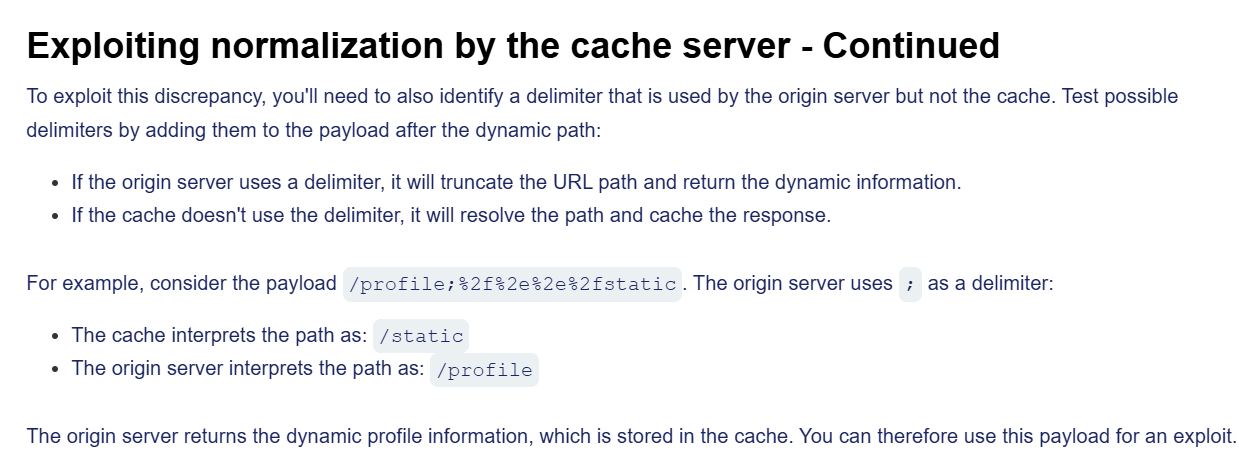 Exploiting normalization by the cache server - Continued
To exploit this discrepancy, you'll need to also identify a delimiter that is used by the origin server but not the cache. Test possible
delimiters by adding them to the payload after the dynamic path:
• If the origin server uses a delimiter, it will truncate the URL path and return the dynamic information.
• If the cache doesn't use the delimiter, it will resolve the path and cache the response.
For example, consider the payload /profile;%2f%2e%2e%2fstatic. The origin server uses ; as a delimiter:
• The cache interprets the path as: /static
• The origin server interprets the path as: /profile
The origin server returns the dynamic profile information, which is stored in the cache. You can therefore use this payload for an exploit.